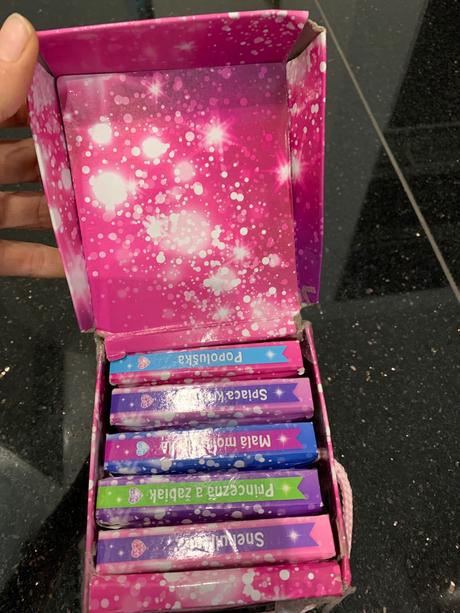 Popoluška
Spiaca
Malá
Princezná a žabiak